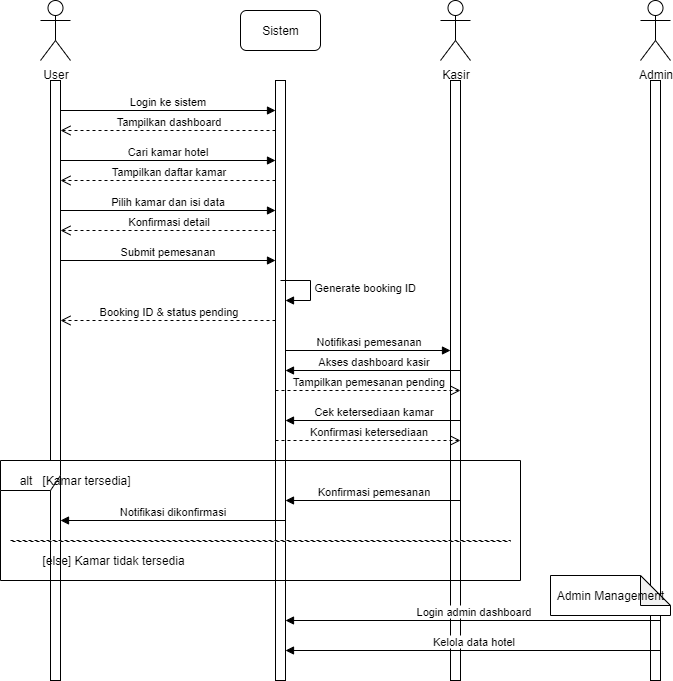 Sistem
User
Kasir
Admin
Login ke sistem
Tampilkan dashboard
Cari kamar hotel
Tampilkan daftar kamar
Pilih kamar dan isi data
Konfirmasi detail
Submit pemesanan
Generate booking ID
Booking ID & status pending
Notifikasi pemesanan
Akses dashboard kasir
Tampilkan pemesanan pending
Cek ketersediaan kamar
Konfirmasi ketersediaan
alt [Kamar tersedia]
Konfirmasi pemesanan
Notifikasi dikonfirmasi
[else] Kamar tidak tersedia
Admin Management
Login admin dashboard
Kelola data hotel